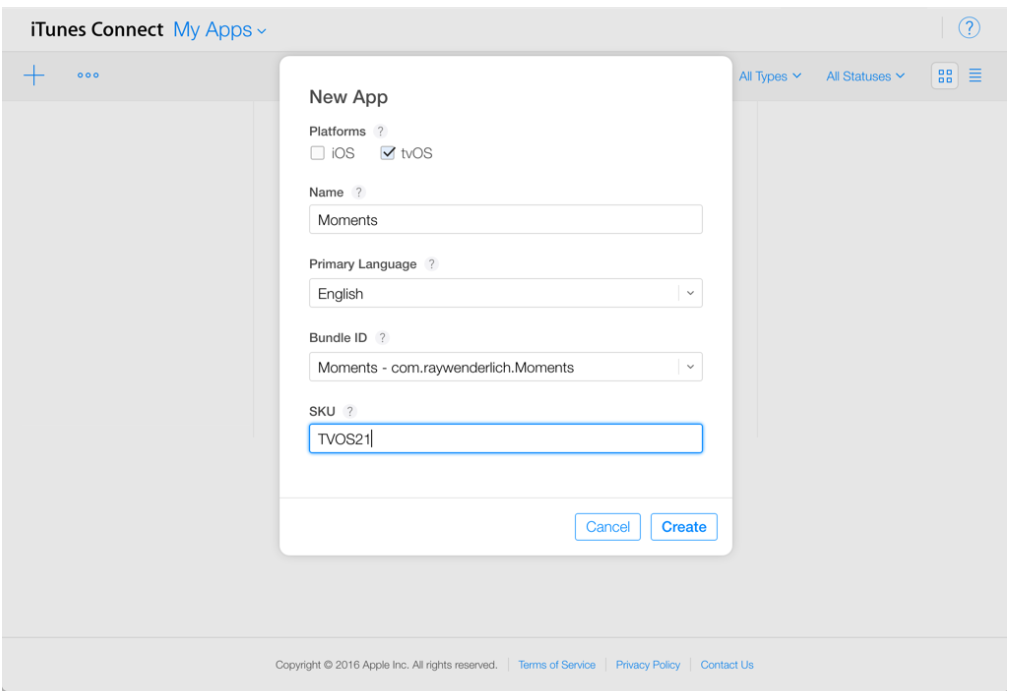 iTunes Connect My Apps ?
All Types All Statuses
New App
Platforms ?
iOS tvOS
Name ?
Moments
Primary Language ?
English
Bundle ID ?
Moments - com.raywenderlich.Moments
SKU ?
TVOS21
Cancel Create
Copyright © 2016 Apple Inc. All rights reserved. Terms of Service Privacy Policy Contact Us